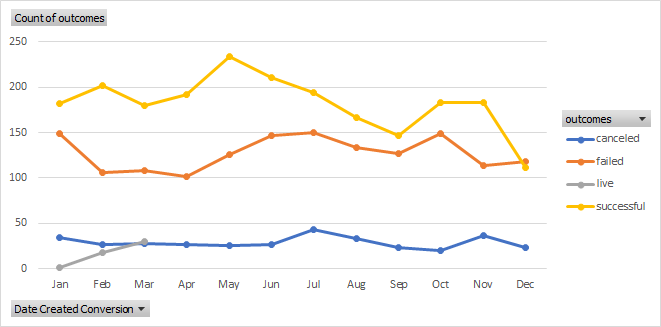 Count of outcomes
250
200
150
100
50
0
Jan Feb Mar Apr May Jun Jul Aug Sep Oct Nov Dec
outcomes
canceled
failed
live
successful
Date Created Conversion